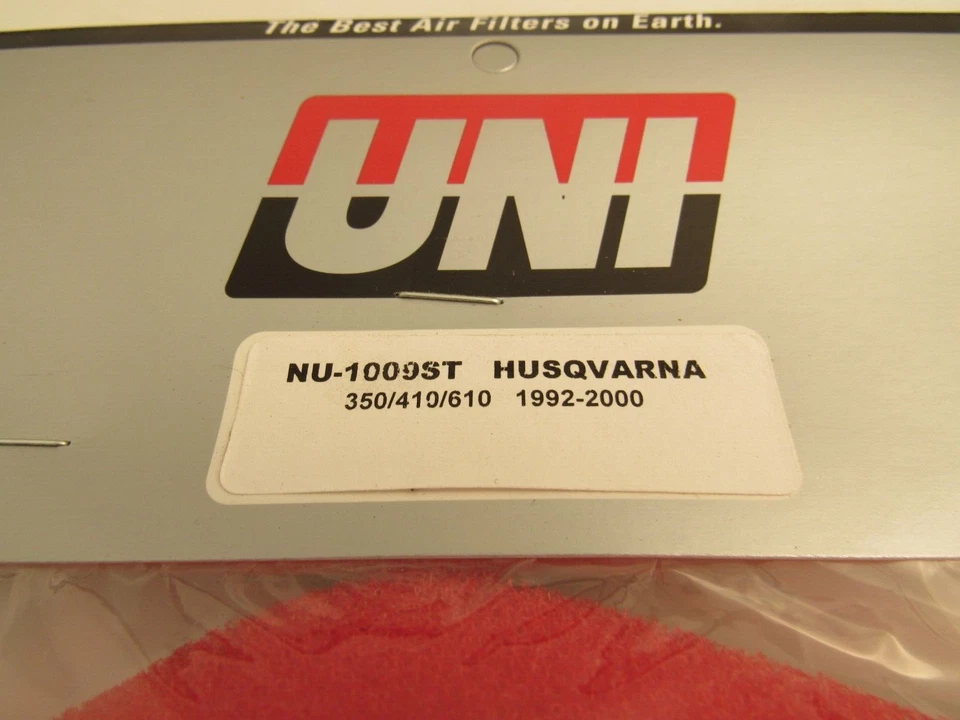 The Best Air Filters on Earth.
UNI
NU-1009ST HUSQVARNA
350/410/610 1992-2000